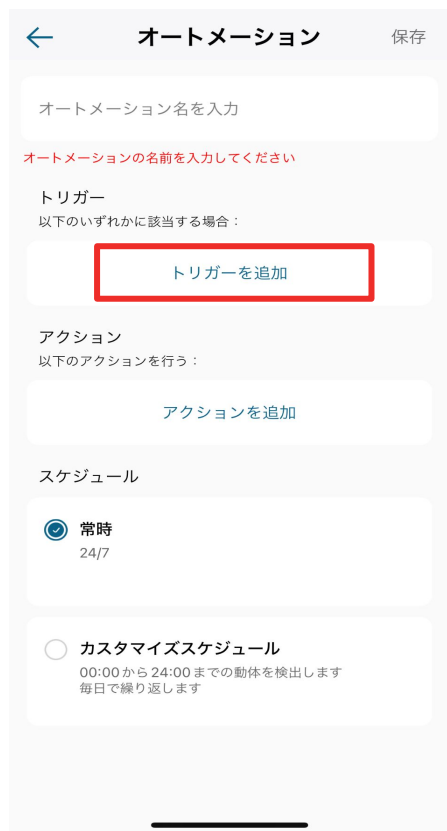 オートメーション
保存
オートメーション名を入力
オートメーションの名前を入力してください
トリガー
以下のいずれかに該当する場合：
トリガーを追加
アクション
以下のアクションを行う：
アクションを追加
スケジュール
常時
24/7
カスタマイズスケジュール
00:00から24:00までの動体を検出します
毎日で繰り返します